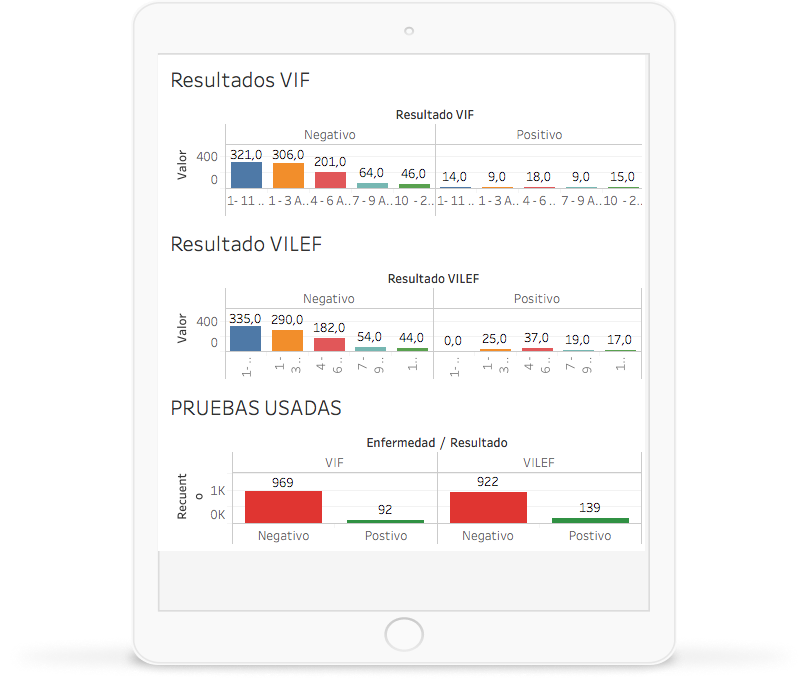 Resultados VIF
Resultado VIF
Negativo Positivo
Valor
400
0
321,0 306,0 201,0 64,0 46,0 14,0 9,0 18,0 9,0 15,0
1- 11 .. 1 - 3 A.. 4 - 6 A.. 7 - 9 A.. 10 - 2.. 1- 11 .. 1 - 3 A.. 4 - 6 .. 7 - 9 A.. 10 - 2..
Resultado VILEF
Resultado VILEF
Negativo Positivo
Valor
400
0
335,0 290,0 182,0 54,0 44,0 0,0 25,0 37,0 19,0 17,0
1- .. 1 - 3 .. 4 - 6 .. 7 - 9 .. 1 .. 1- .. 1 - 3 .. 4 - 6 .. 7 - 9 .. 1 ..
PRUEBAS USADAS
Enfermedad / Resultado
VIF VILEF
Recuent
o
1K
0K
969 92 922 139
Negativo Postivo Negativo Postivo